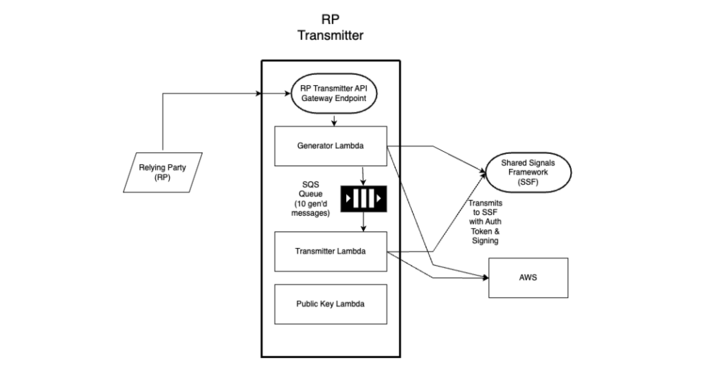 RP
Transmitter
RP Transmitter API
Gateway Endpoint
Generator Lambda
Relying Party
(RP)
SQS
Queue
(10 gen'd
messages)
Shared Signals
Framework
(SSF)
Transmits
to SSF
with Auth
Token &
Signing
Transmitter Lambda
AWS
Public Key Lambda